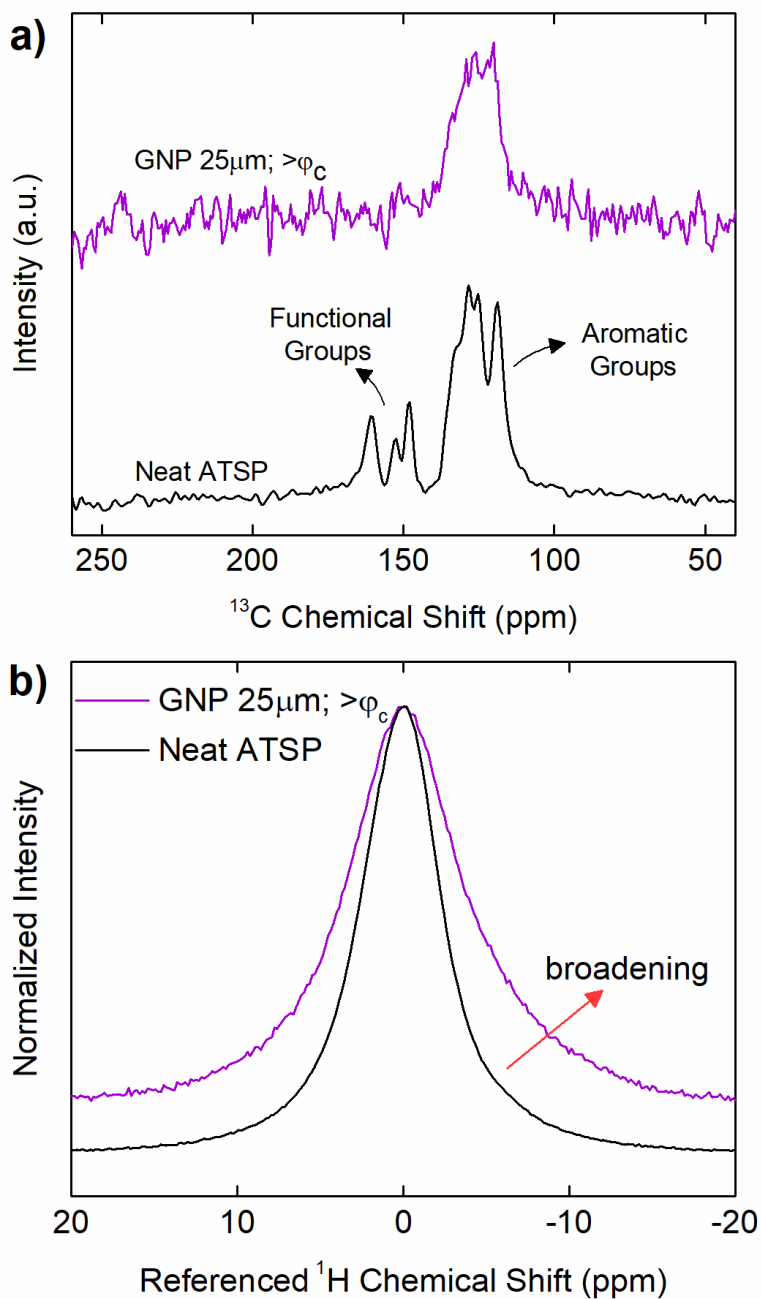 a)
GNP 25μm; >φc
Functional
Groups
Aromatic
Groups
Neat ATSP
Intensity (a.u.)
250 200 150 100 50
13C Chemical Shift (ppm)
b)
GNP 25μm; >φc
Neat ATSP
broadening
Normalized Intensity
20 10 0 -10 -20
Referenced 1H Chemical Shift (ppm)